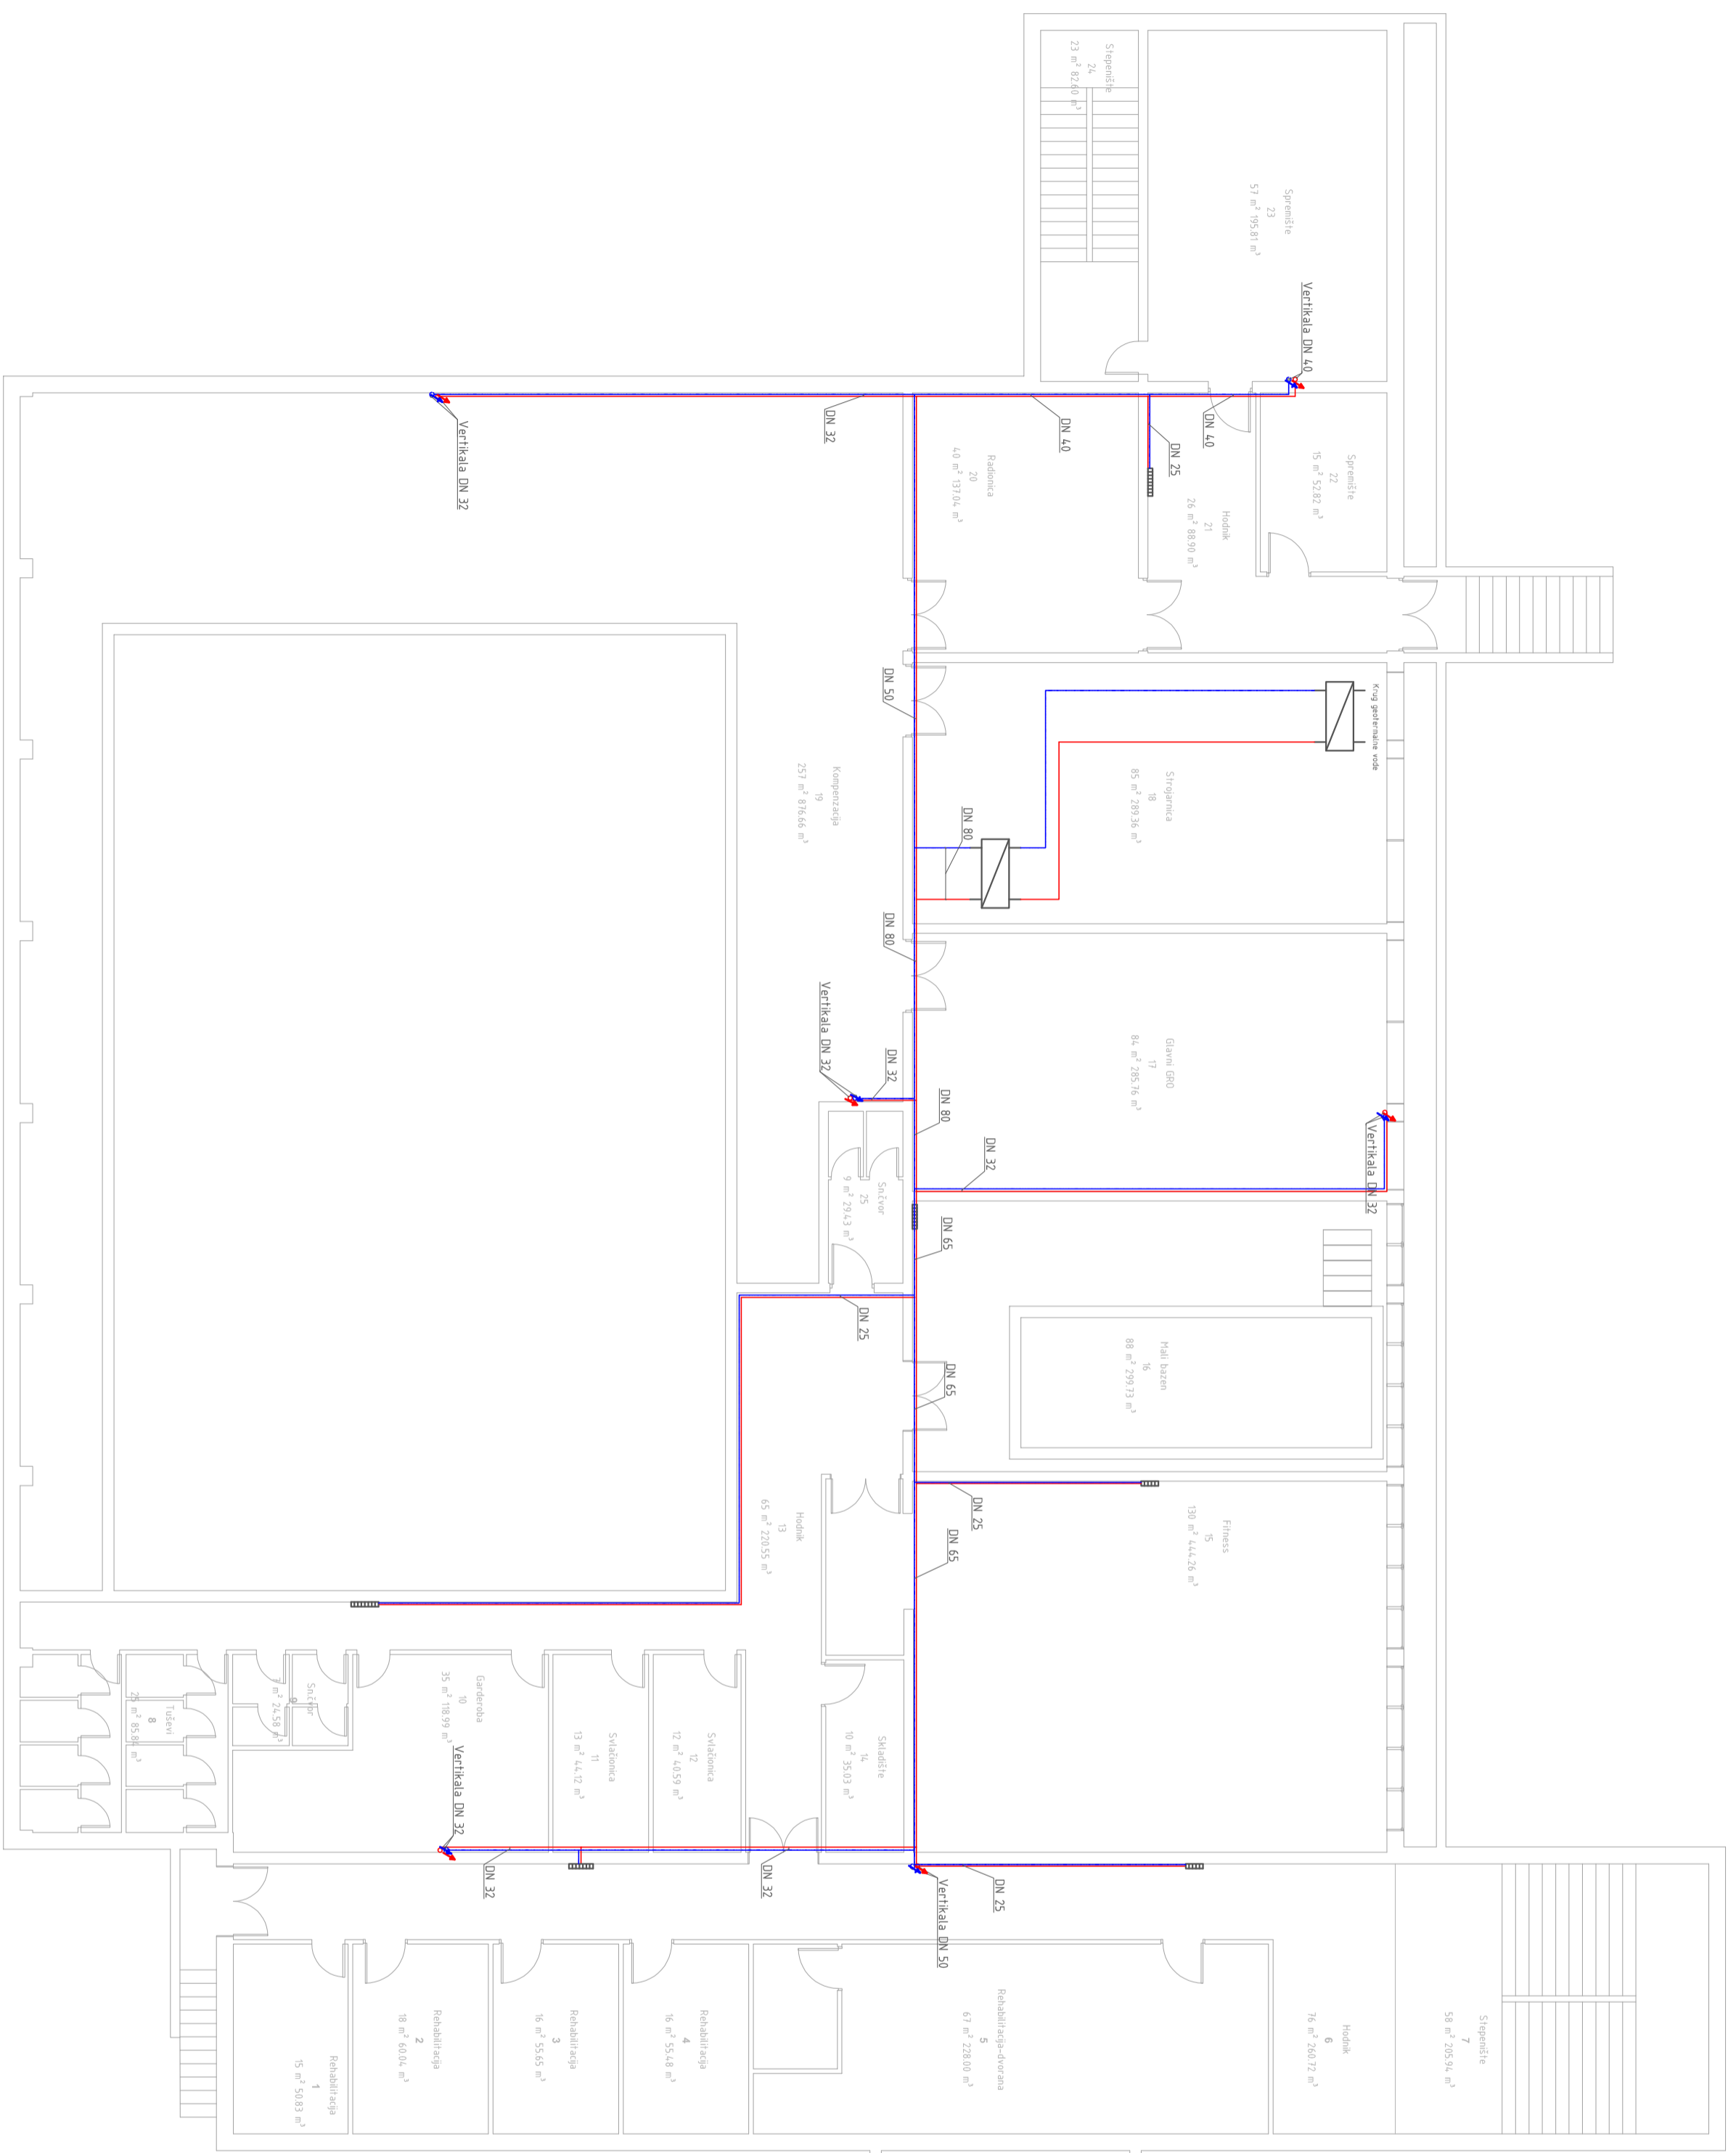 Stepenište
24
23 m² 82.60 m³
Spremište
23
57 m² 195.81 m³
Vertikala DN 40
Vertikala DN 32
DN 32
DN 40
DN 25
DN 40
Radionica
20
40 m² 137.04 m³
Hodnik
21
26 m² 88.90 m³
Spremište
22
15 m² 52.82 m³
DN 50
Krug geotermalne vode
Kompenzacija
19
257 m² 876.66 m³
Strojarnica
18
85 m² 289.36 m³
DN 80
DN 80
Vertikala DN 32
DN 32
DN 80
DN 32
Glavni GRO
17
84 m² 285.76 m³
Vertikala DN 32
Sn.čvor
25
9 m² 29.43 m³
DN 65
DN 25
DN 65
Mali bazen
16
88 m² 299.73 m³
Hodnik
13
65 m² 220.55 m³
DN 25
DN 65
Fitness
15
130 m² 444.26 m³
Tuševi
8
25 m² 85.84 m³
Sn.čvor
9
7 m² 24.58 m³
Garderoba
10
35 m² 118.99 m³
Svlačionica
11
13 m² 44.12 m³
Svlačionica
12
12 m² 40.59 m³
Skladište
14
10 m² 35.03 m³
Vertikala DN 32
DN 32
DN 32
Vertikala DN 50
DN 25
Rehabilitacija
1
15 m² 50.83 m³
Rehabilitacija
2
18 m² 60.04 m³
Rehabilitacija
3
16 m² 55.65 m³
Rehabilitacija
4
16 m² 55.48 m³
Rehabilitacija-dvorana
5
67 m² 228.00 m³
Hodnik
6
76 m² 260.72 m³
Stepenište
7
58 m² 205.94 m³